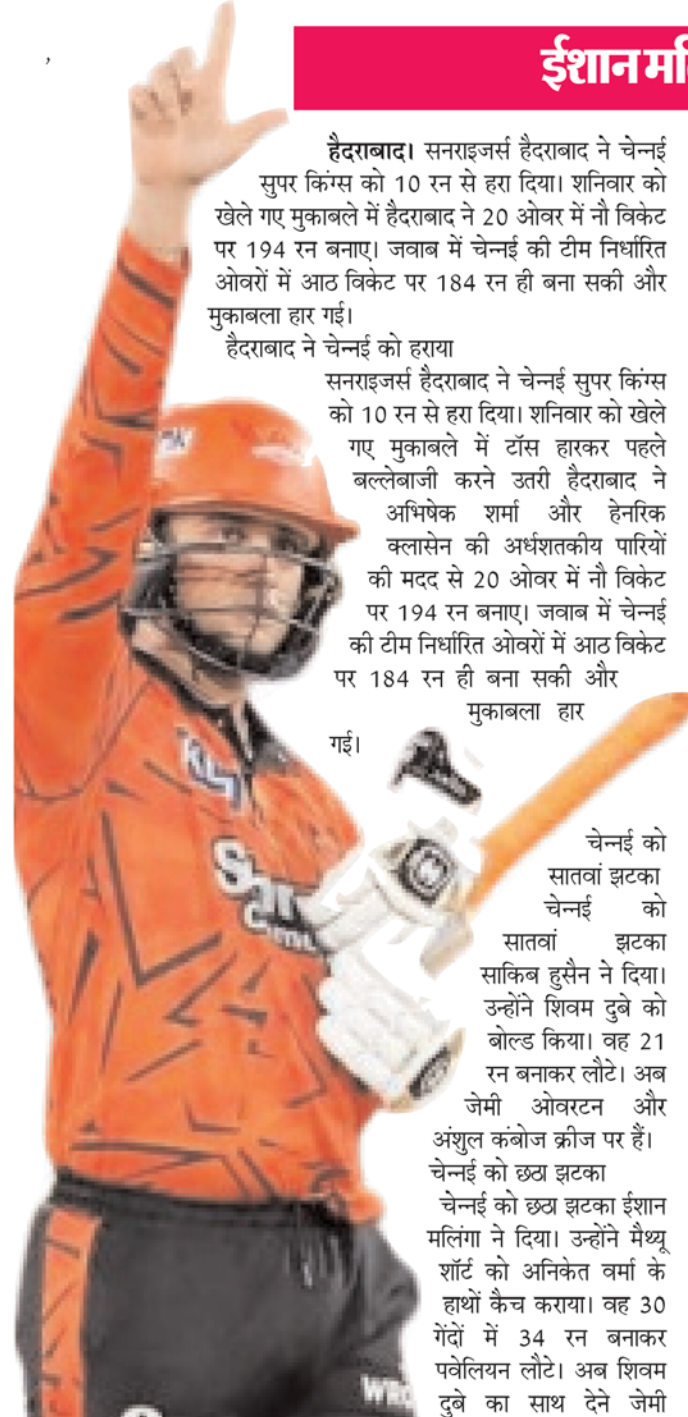 ईशान
हैदराबाद। सनराइजर्स हैदराबाद ने चेन्नई
सुपर किंग्स को 10 रन से हरा दिया। शनिवार को
खेले गए मुकाबले में हैदराबाद ने 20 ओवर में नौ विकेट
पर 194 रन बनाए। जवाब में चेन्नई की टीम निर्धारित
ओवरों में आठ विकेट पर 184 रन ही बना सकी और
मुकाबला हार गई।
हैदराबाद ने चेन्नई को हराया
सनराइजर्स हैदराबाद ने चेन्नई सुपर किंग्स
को 10 रन से हरा दिया। शनिवार को खेले
गए मुकाबले में टॉस हारकर पहले
बल्लेबाजी करने उतरी हैदराबाद ने
अभिषेक शर्मा और हेनरिक
क्लासेन की अर्धशतकीय पारियों
की मदद से 20 ओवर में नौ विकेट
पर 194 रन बनाए। जवाब में चेन्नई
की टीम निर्धारित ओवरों में आठ विकेट
पर 184 रन ही बना सकी और
मुकाबला हार
गई।
चेन्नई को
सातवां झटका
चेन्नई को
सातवां झटका
साकिब हुसैन ने दिया।
उन्होंने शिवम दुबे को
बोल्ड किया। वह 21
रन बनाकर लौटे। अब
जेमी ओवरटन और
अंशुल कंबोज क्रीज पर हैं।
चेन्नई को छठा झटका
चेन्नई को छठा झटका ईशान
मलिंगा ने दिया। उन्होंने मैथ्यू
शॉर्ट को अनिकेत वर्मा के
हाथों कैच कराया। वह 30
गेंदों में 34 रन बनाकर
पवेलियन लौटे। अब शिवम
दुबे का साथ देने जेमी